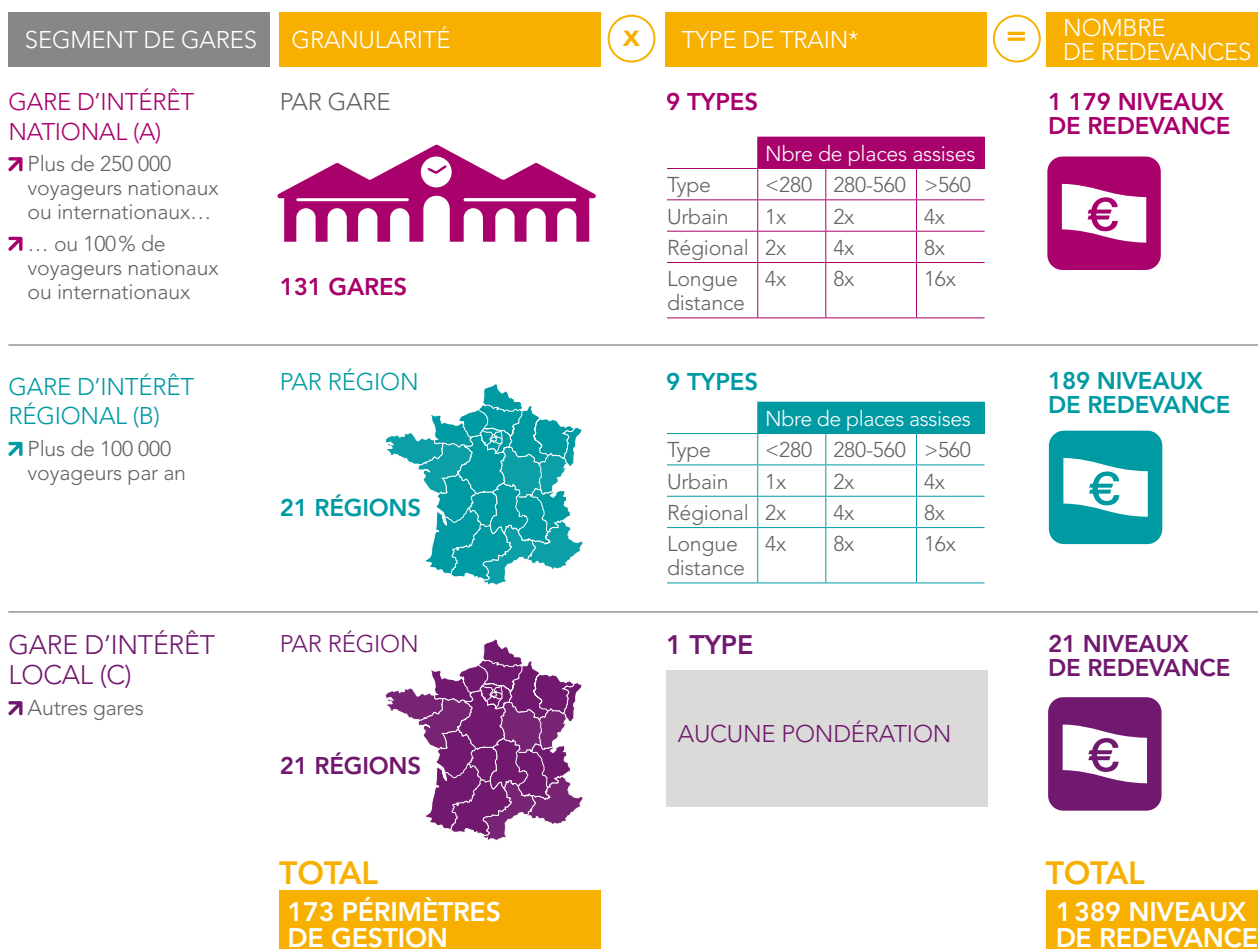 SEGMENT DE GARES
GRANULARITÉ
x
TYPE DE TRAIN*
=
NOMBRE
DE REDEVANCES
GARE D'INTÉRÊT
NATIONAL (A)
Plus de 250 000
voyageurs nationaux
ou internationaux…
… ou 100% de
voyageurs nationaux
ou internationaux
PAR GARE
131 GARES
9 TYPES
Nbre de places assises
Type <280 280-560 >560
Urbain 1x 2x 4x
Régional 2x 4x 8x
Longue 4x 8x 16x
distance
1 179 NIVEAUX
DE REDEVANCE
€
GARE D'INTÉRÊT
RÉGIONAL (B)
Plus de 100 000
voyageurs par an
PAR RÉGION
21 RÉGIONS
9 TYPES
Nbre de places assises
Type <280 280-560 >560
Urbain 1x 2x 4x
Régional 2x 4x 8x
Longue 4x 8x 16x
distance
189 NIVEAUX
DE REDEVANCE
€
GARE D'INTÉRÊT
LOCAL (C)
Autres gares
PAR RÉGION
21 RÉGIONS
1 TYPE
AUCUNE PONDÉRATION
21 NIVEAUX
DE REDEVANCE
€
TOTAL
173 PÉRIMÈTRES
DE GESTION
TOTAL
1 389 NIVEAUX
DE REDEVANCE